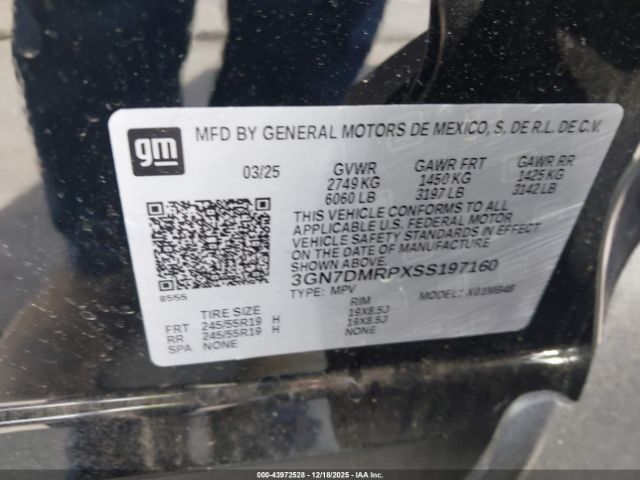 gm
MFD BY GENERAL MOTORS DE MEXICO, S. DE R.L. DE C.V.
03/25 GVWR GAWR FRT GAWR RR
2749 KG 1450 KG 1425 KG
6060 LB 3197 LB 3142 LB
THIS VEHICLE CONFORMS TO ALL
APPLICABLE U.S. FEDERAL MOTOR
VEHICLE SAFETY STANDARDS IN EFFECT
ON THE DATE OF MANUFACTURE
SHOWN ABOVE.
3GN7DMRPXSS197160
TYPE: MPV MODEL: X01MB48
8555
TIRE SIZE RIM
FRT 245/55R19 H 19X8.5J
RR 245/55R19 H 19X8.5J
SPA NONE NONE
000-43972528 - 12/18/2025 - IAAI.COM